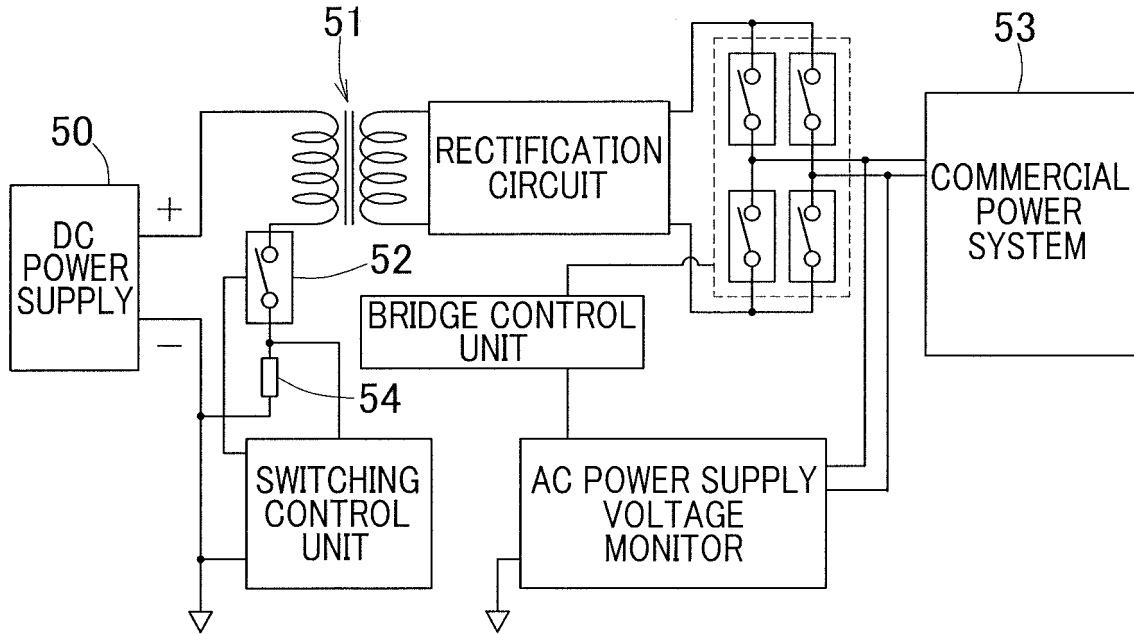 51
53
50
+
RECTIFICATION
CIRCUIT
COMMERCIAL
POWER
SYSTEM
DC
POWER
SUPPLY
52
−
BRIDGE CONTROL
UNIT
54
SWITCHING
CONTROL
UNIT
AC POWER SUPPLY
VOLTAGE
MONITOR